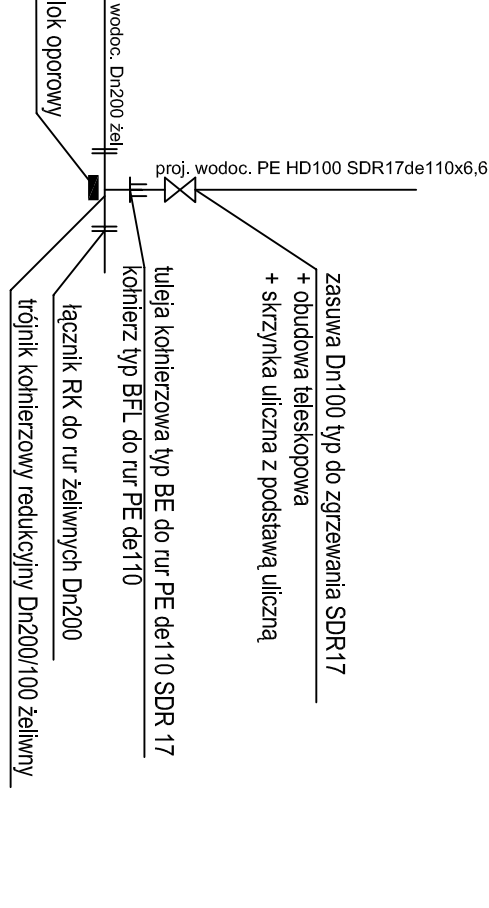 proj. wodoc. PE HD100 SDR17de110x6,6
wodoc. Dn200 żel
lok oporowy
zasuwa Dn100 typ do zgrzewania SDR17
+ obudowa teleskopowa
+ skrzynka uliczna z podstawą uliczną
tuleja kołnierzowa typ BE do rur PE de110 SDR 17
kołnierz typ BFL do rur PE de110
łącznik RK do rur żeliwnych Dn200
trójnik kołnierzowy redukcyjny Dn200/100 żeliwny